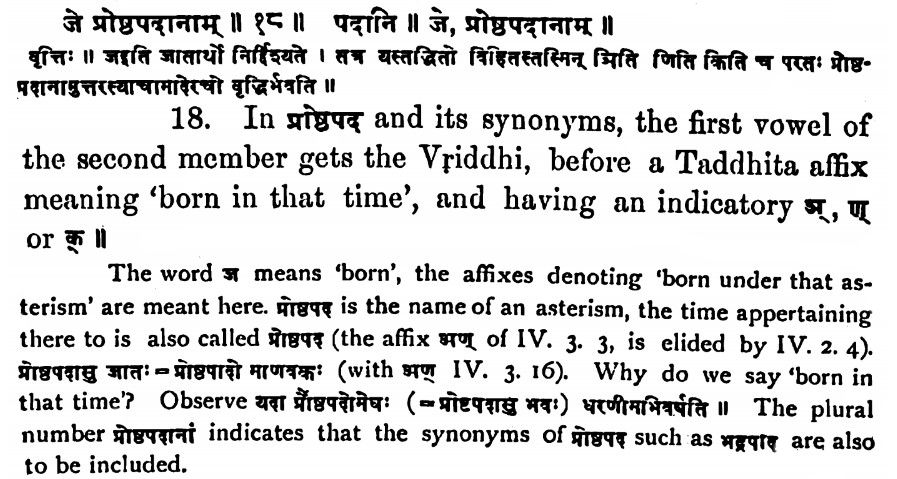 जे प्रोष्ठपदानाम् ॥ १८ ॥ पदानि ॥ जे, प्रोष्ठपदानाम् ॥
वृत्तिः ॥ जइति जातार्थो निर्दिश्यते । तत्र यस्तद्धितो विहितस्तस्मिन् ञिति णिति किति च परतः प्रोष्ठ-
पदानामुत्तरस्याचामादेरचो वृद्धिर्भवति ॥
18. In प्रोष्ठपद and its synonyms, the first vowel of
the second member gets the Vṛiddhi, before a Taddhita affix
meaning ‘born in that time’, and having an indicatory ञ्, ण्
or क् ॥
The word ज means ‘born’, the affixes denoting ‘born under that as-
terism’ are meant here. प्रोष्ठपद is the name of an asterism, the time appertaining
there to is also called प्रोष्ठपद (the affix अण् of IV. 3. 3, is elided by IV. 2. 4).
प्रोष्ठपदासु जातः = प्रोष्ठपादो माणवकः (with अण् IV. 3. 16). Why do we say ‘born in
that time’? Observe यदा प्रौष्ठपदोमेघः (= प्रोष्टपदासु भवः) धरणीमभिवर्षति ॥ The plural
number प्रोष्ठपदानां indicates that the synonyms of प्रोष्ठपद such as भद्रपाद are also
to be included.